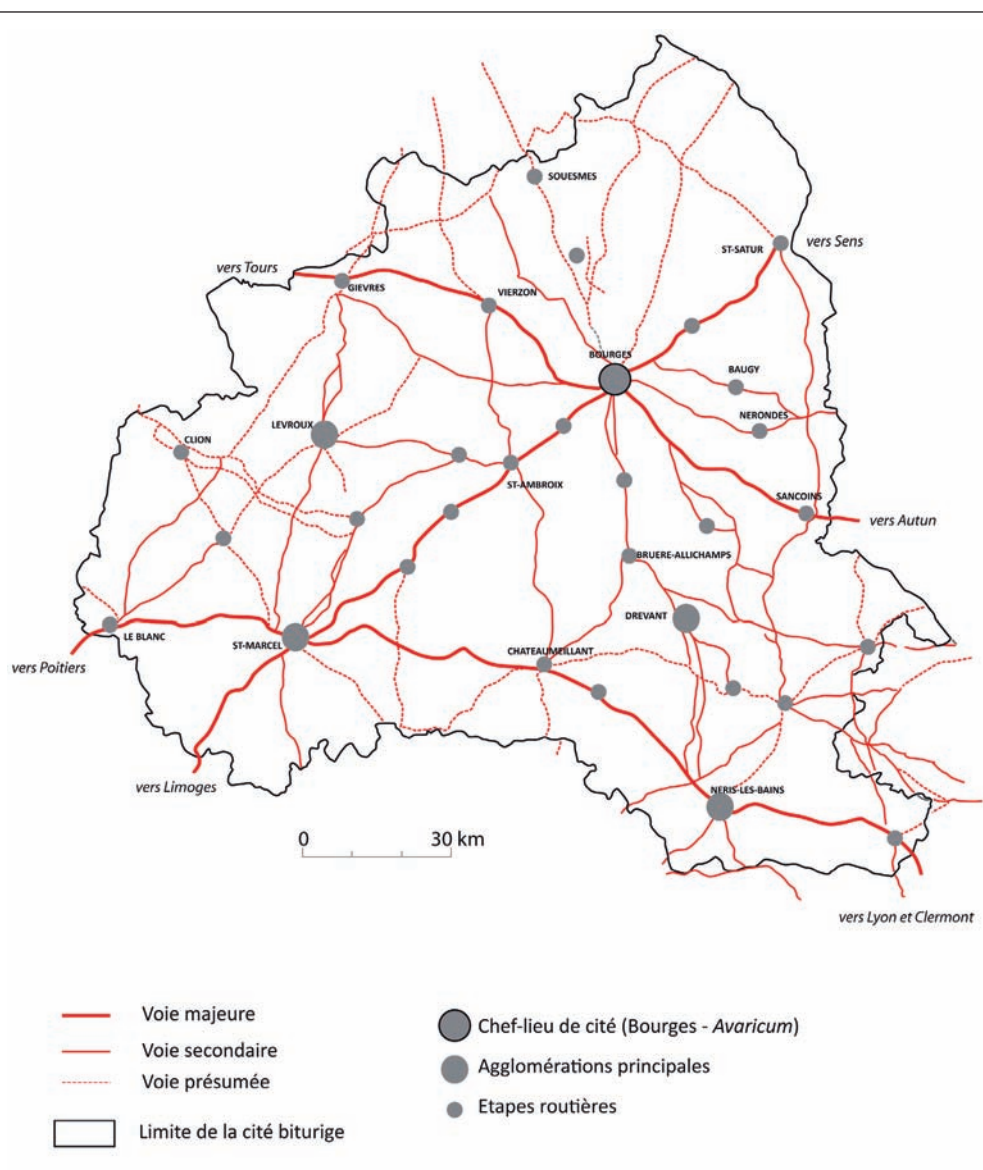 SOUESMES
ST-SATUR
vers Sens
vers Tours
GIEVRES
VIERZON
BOURGES
BAUGY
NERONDES
LEVROUX
CLION
ST-AMBROIX
SANCOINS
vers Autun
BRUERE-ALLICHAMPS
DREVANT
LE BLANC
ST-MARCEL
CHATEAUMEILLANT
vers Poitiers
vers Limoges
NERIS-LES-BAINS
0 30 km
vers Lyon et Clermont
Voie majeure
Voie secondaire
Voie présumée
Limite de la cité biturige
Chef-lieu de cité (Bourges - Avaricum)
Agglomérations principales
Etapes routières